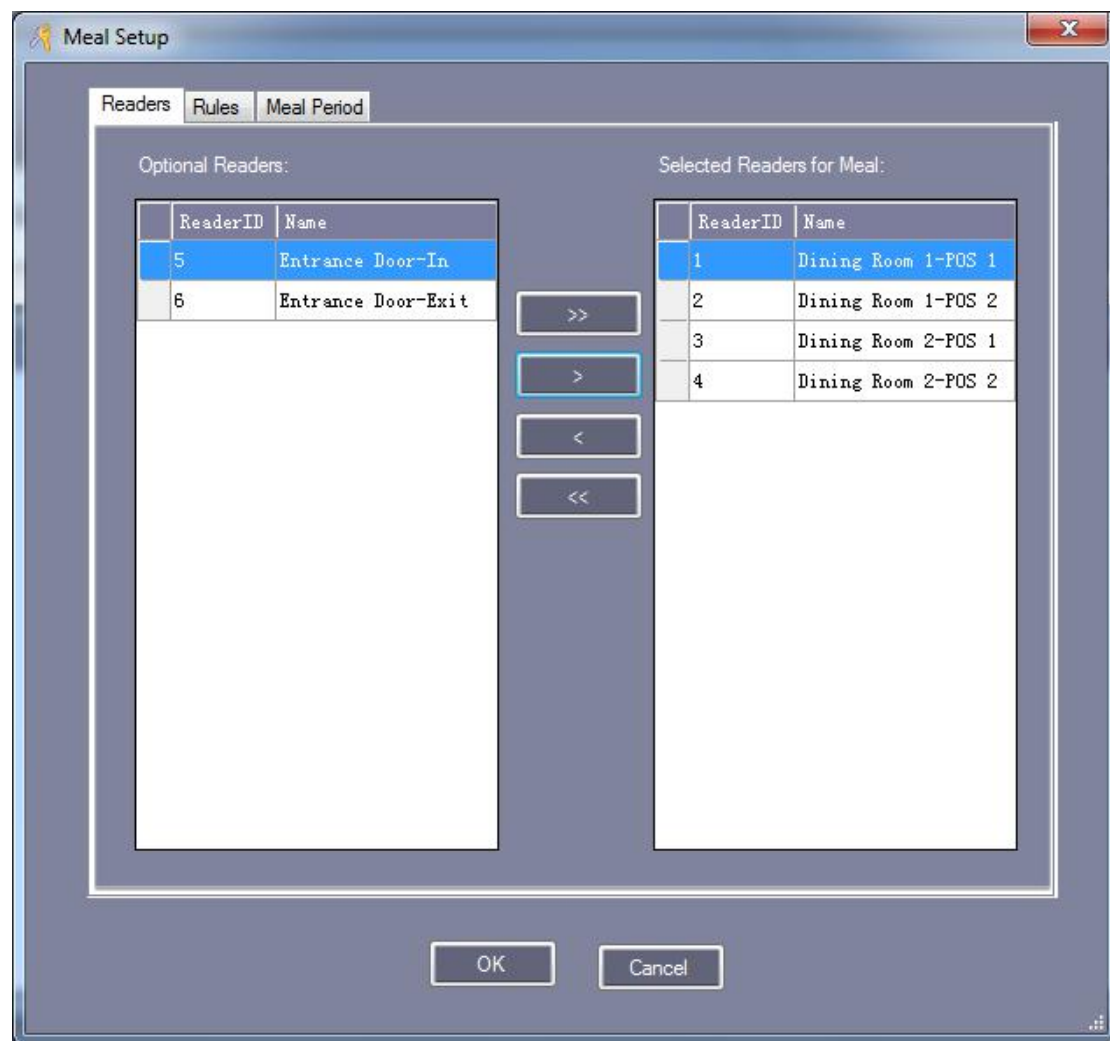 Meal Setup
x
Readers Rules Meal Period
Optional Readers: Selected Readers for Meal:
ReaderID Name ReaderID Name
5 Entrance Door-In 1 Dining Room 1-POS 1
6 Entrance Door-Exit 2 Dining Room 1-POS 2
>> 3 Dining Room 2-POS 1
> 4 Dining Room 2-POS 2
<
<<
OK Cancel